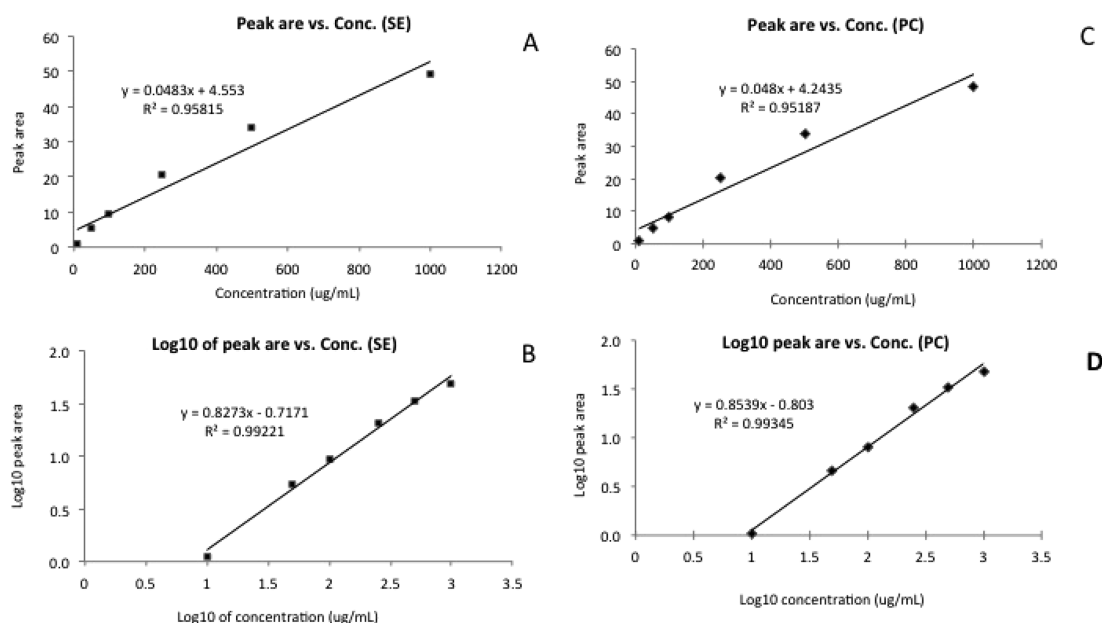 Peak are vs. Conc. (SE)
A
60
50
40
30
20
10
0
Peak area
y = 0.0483x + 4.553
R² = 0.95815
0
200
400
600
800
1000
1200
Concentration (ug/mL)
Peak are vs. Conc. (PC)
C
60
50
40
30
20
10
0
Peak area
y = 0.048x + 4.2435
R² = 0.95187
0
200
400
600
800
1000
1200
Concentration (ug/mL)
Log10 of peak are vs. Conc. (SE)
B
2.0
1.5
1.0
0.5
0.0
Log10 peak area
y = 0.8273x - 0.7171
R² = 0.99221
0
0.5
1
1.5
2
2.5
3
3.5
Log10 of concentration (ug/mL)
Log10 peak are vs. Conc. (PC)
D
2.0
1.5
1.0
0.5
0.0
Log10 peak area
y = 0.8539x - 0.803
R² = 0.99345
0
0.5
1
1.5
2
2.5
3
3.5
Log10 concentration (ug/mL)